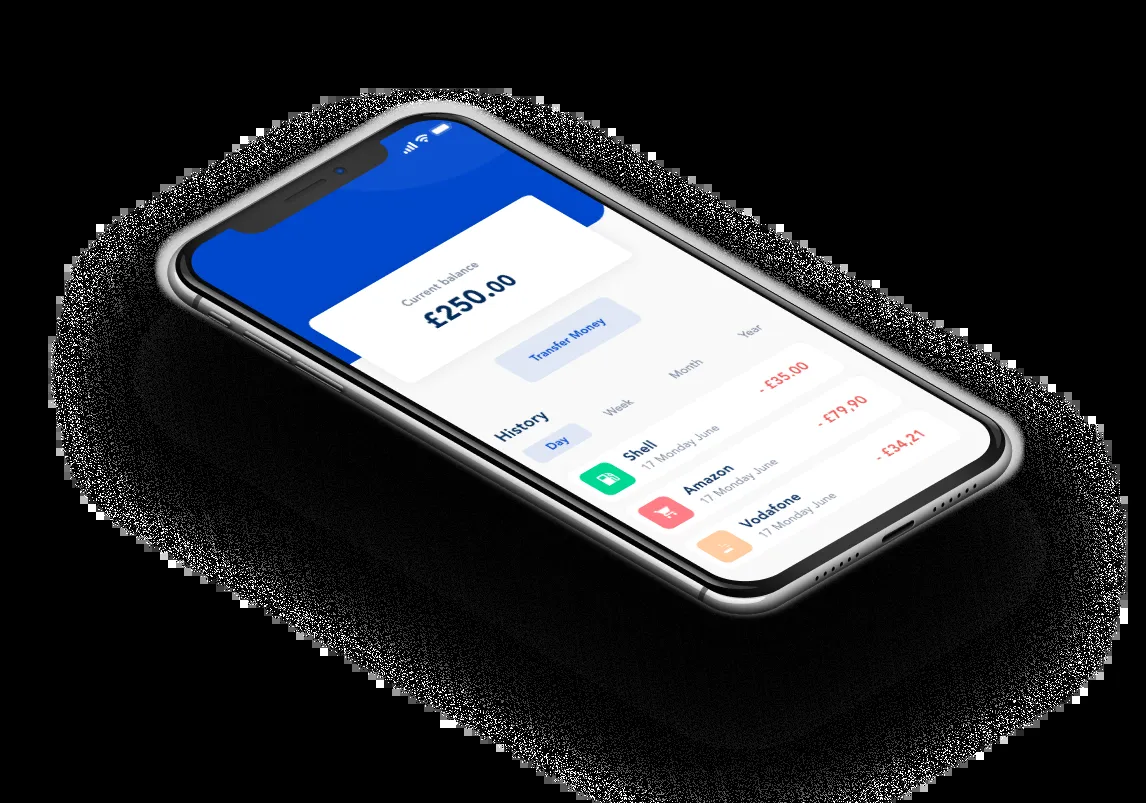 Current balance
£250.00
Transfer Money
History
Day
Week
Month
Year
Shell
17 Monday June
- £35.00
Amazon
17 Monday June
- £79,90
Vodafone
17 Monday June
- £34,21